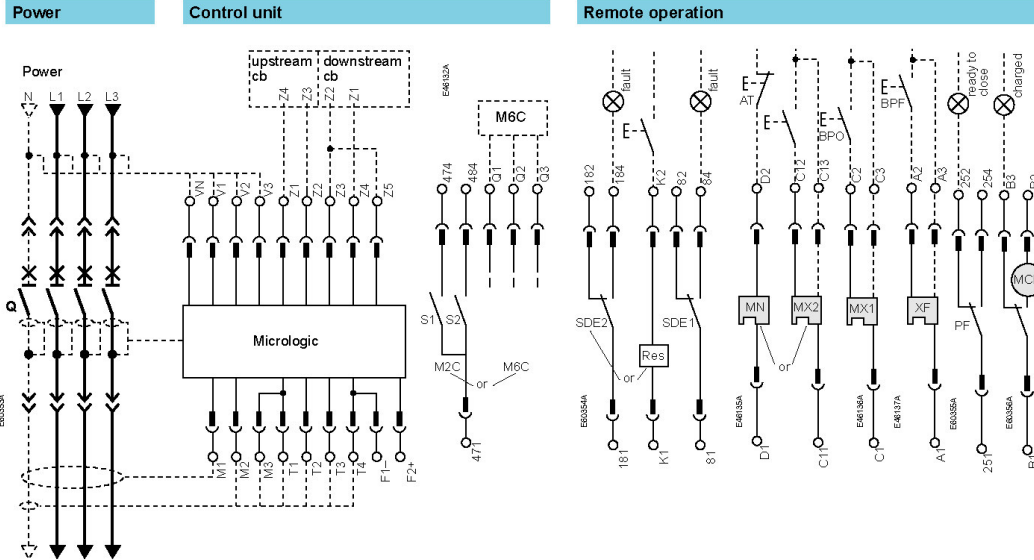 Power
Control unit
Remote operation
Power
N
L1
L2
L3
upstream
cb
downstream
cb
Z4
Z3
Z2
Z1
E46132A
M6C
fault
fault
ready to
close
charged
AT
BPO
BPF
VN
V1
V2
V3
Z1
Z2
Z3
Z4
Z5
474
484
Q1
Q2
Q3
182
184
K2
82
84
D2
C12
C13
C2
C3
A2
A3
252
254
B3
Q
Micrologic
S1
S2
M2C
or
M6C
SDE2
SDE1
Res
or
MN
MX2
MX1
XF
or
PF
MC
E60353A
E60354A
E46135A
E46136A
E46137A
E60355A
E60356A
M1
M2
M3
T1
T2
T3
T4
F1–
F2+
471
181
K1
81
D1
C11
C1
A1
251